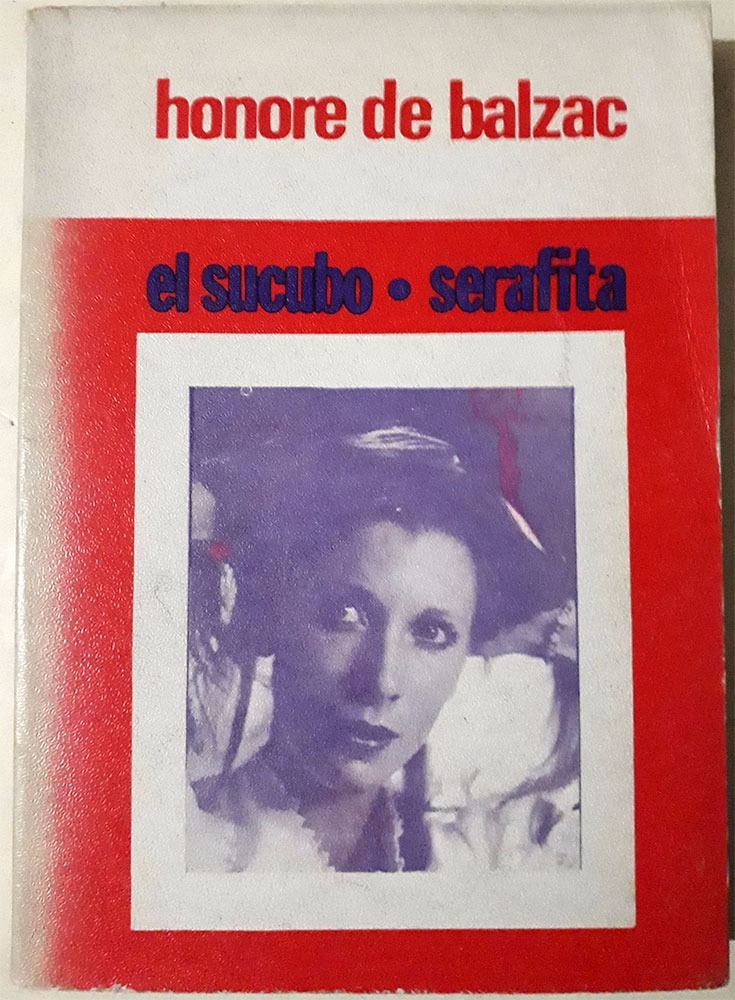 honore de balzac
el sucubo • serafita